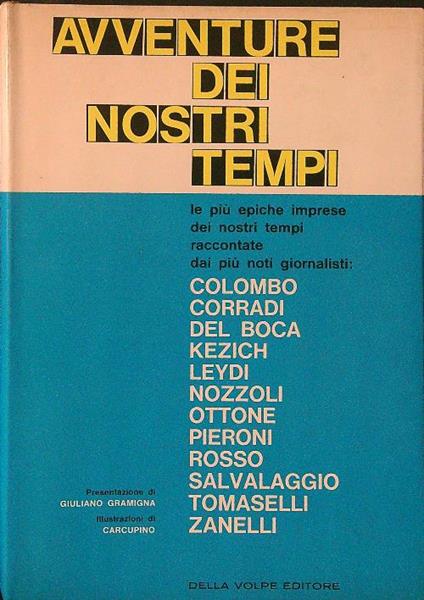 AVVENTURE
DEI
NOSTRI
TEMPI
le più epiche imprese
dei nostri tempi
raccontate
dai più noti giornalisti:
COLOMBO
CORRADI
DEL BOCA
KEZICH
LEYDI
NOZZOLI
OTTONE
PIERONI
ROSSO
SALVALAGGIO
TOMASELLI
ZANELLI
Presentazione di
GIULIANO GRAMIGNA
Illustrazioni di
CARCUPINO
DELLA VOLPE EDITORE